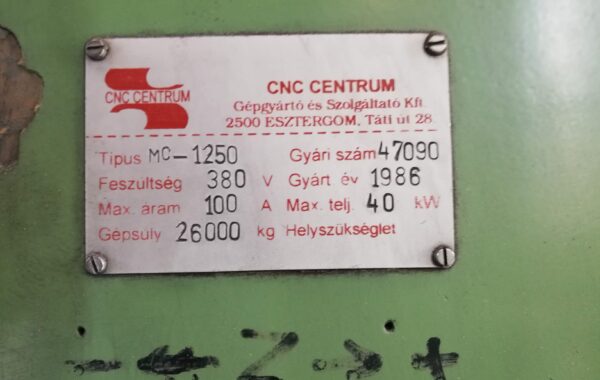 CNC CENTRUM
CNC CENTRUM
Gépgyártó és Szolgáltató Kft.
2500 ESZTERGOM, Táti út 28
Tipus MC-1250 Gyári szám 47090
Feszültség 380 V Gyárt. év 1986
Max. áram 100 A Max. telj. 40 kW
Gépsúly 26000 kg Helyszükséglet
- ← Z → +